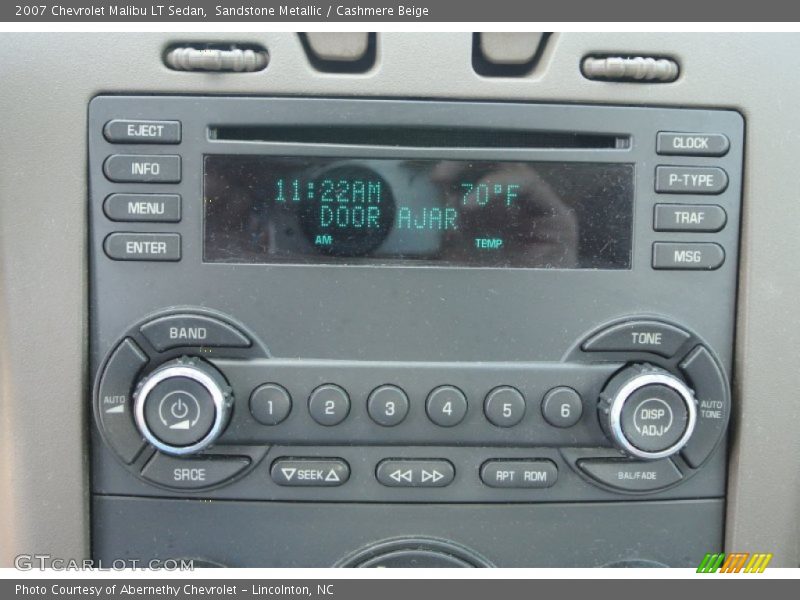 2007 Chevrolet Malibu LT Sedan, Sandstone Metallic / Cashmere Beige
EJECT
CLOCK
INFO
P-TYPE
MENU
TRAF
ENTER
MSG
11:22AM 70°F
DOOR AJAR
AM TEMP
BAND
TONE
AUTO
AUTO TONE
1 2 3 4 5 6
DISP
ADJ
SRCE
SEEK
RPT RDM
BAL/FADE
GTCARLOT.COM
Photo Courtesy of Abernethy Chevrolet - Lincolnton, NC